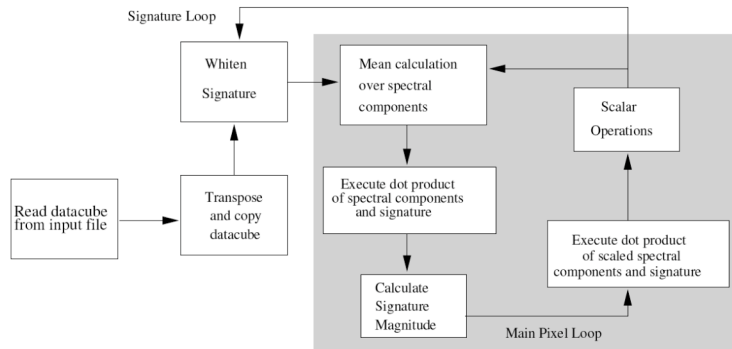 Signature Loop
Whiten
Signature
Mean calculation
over spectral
components
Scalar
Operations
Read datacube
from input file
Transpose
and copy
datacube
Execute dot product
of spectral components
and signature
Execute dot product
of scaled spectral
components and signature
Calculate
Signature
Magnitude
Main Pixel Loop